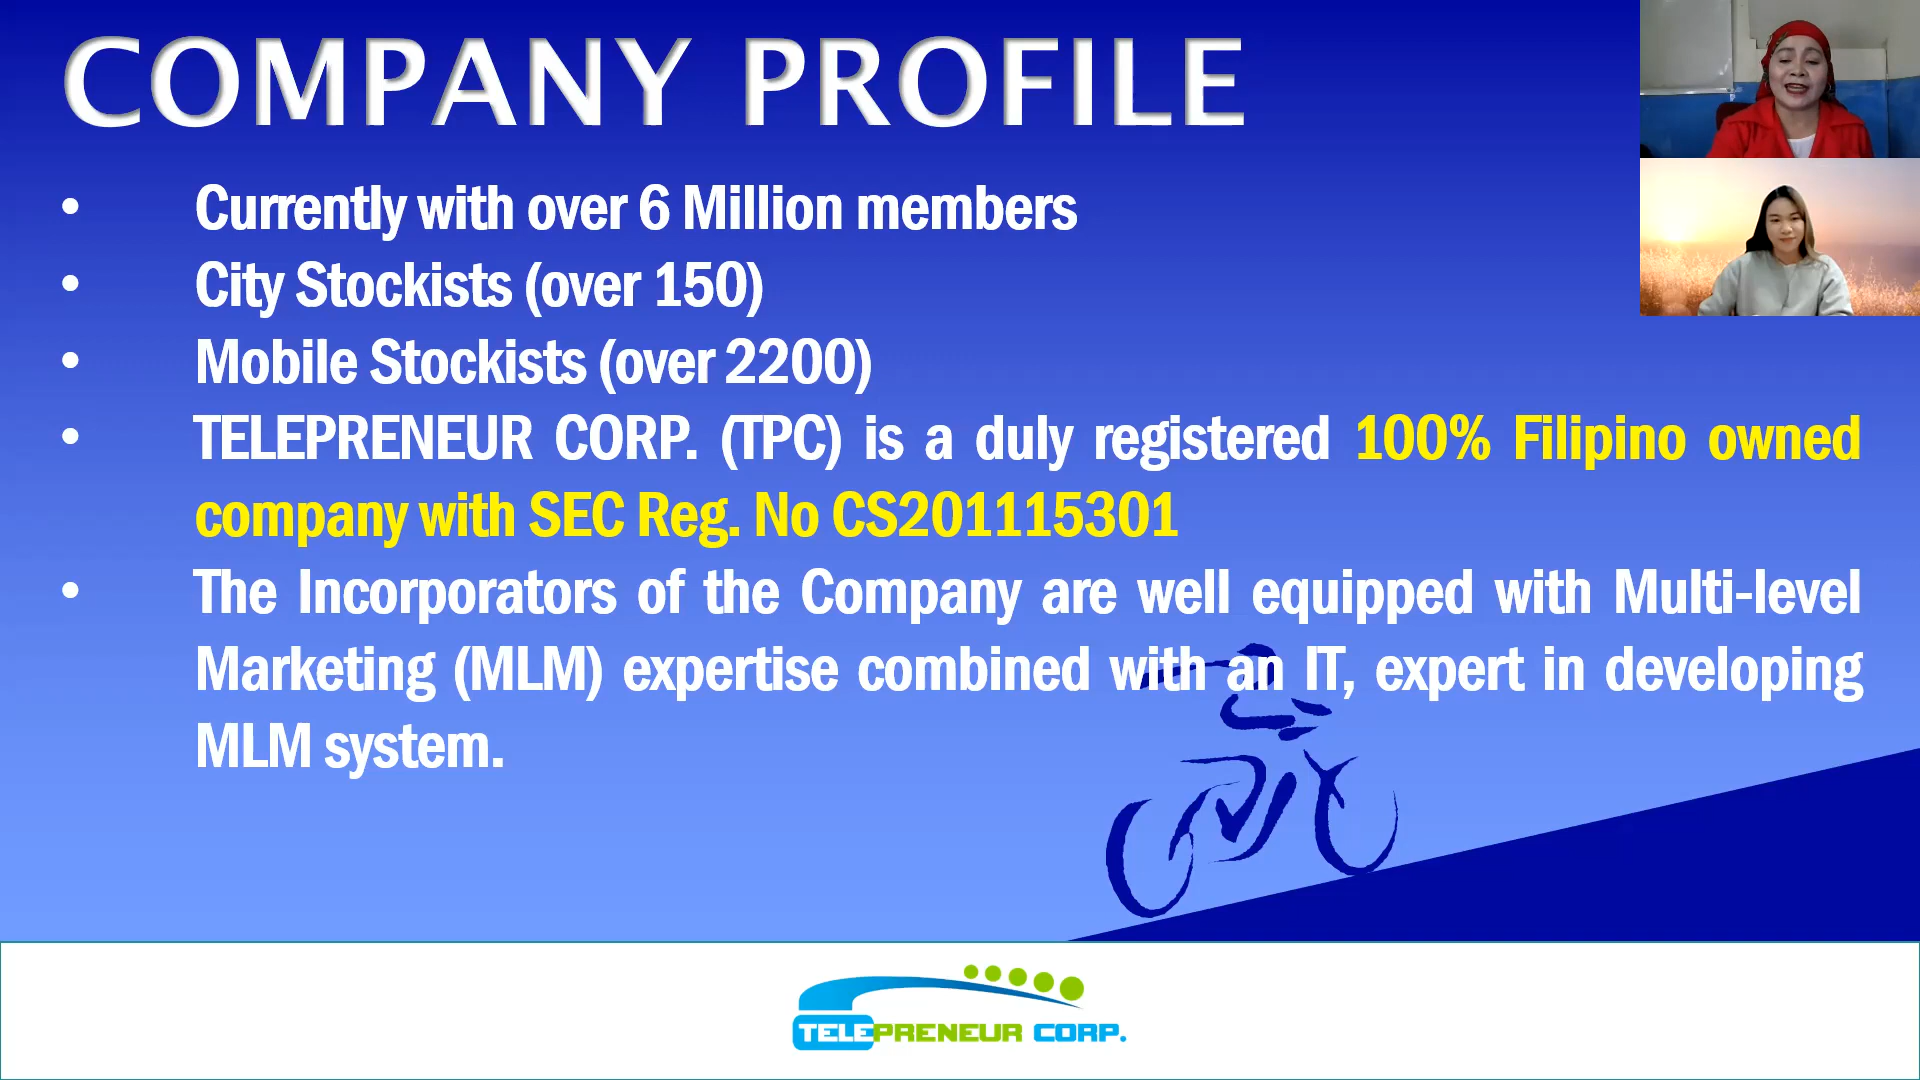 COMPANY PROFILE
• Currently with over 6 Million members
• City Stockists (over 150)
• Mobile Stockists (over 2200)
• TELEPRENEUR CORP. (TPC) is a duly registered 100% Filipino owned
company with SEC Reg. No CS201115301
• The Incorporators of the Company are well equipped with Multi-level
Marketing (MLM) expertise combined with an IT, expert in developing
MLM system.
TELEPRENEUR CORP.